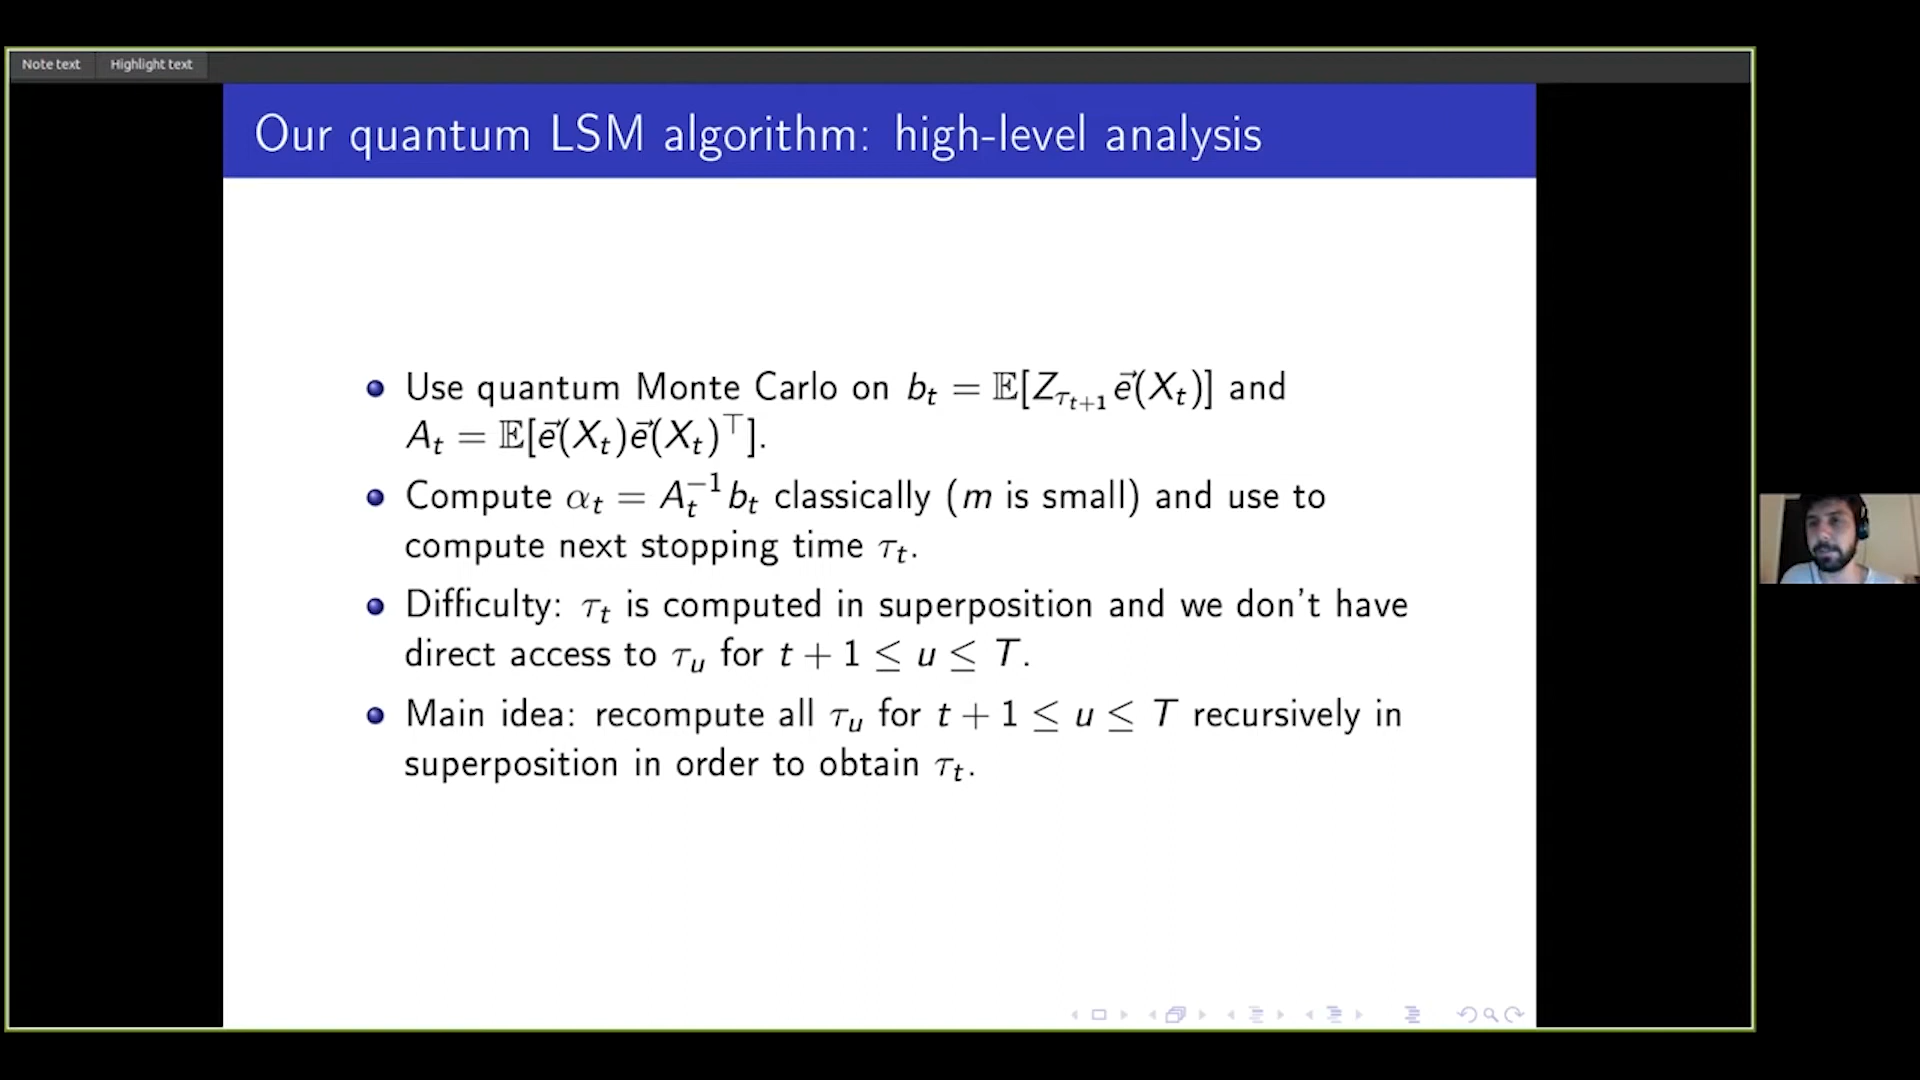 Note text Highlight text
Our quantum LSM algorithm: high-level analysis
Use quantum Monte Carlo on $b_t = \mathbb{E}[Z_{\tau_{t+1}} \vec{e}(X_t)]$ and
$A_t = \mathbb{E}[\vec{e}(X_t)\vec{e}(X_t)^\top]$.
Compute $\alpha_t = A_t^{-1} b_t$ classically ($m$ is small) and use to
compute next stopping time $\tau_t$.
Difficulty: $\tau_t$ is computed in superposition and we don't have
direct access to $\tau_u$ for $t + 1 \leq u \leq T$.
Main idea: recompute all $\tau_u$ for $t + 1 \leq u \leq T$ recursively in
superposition in order to obtain $\tau_t$.